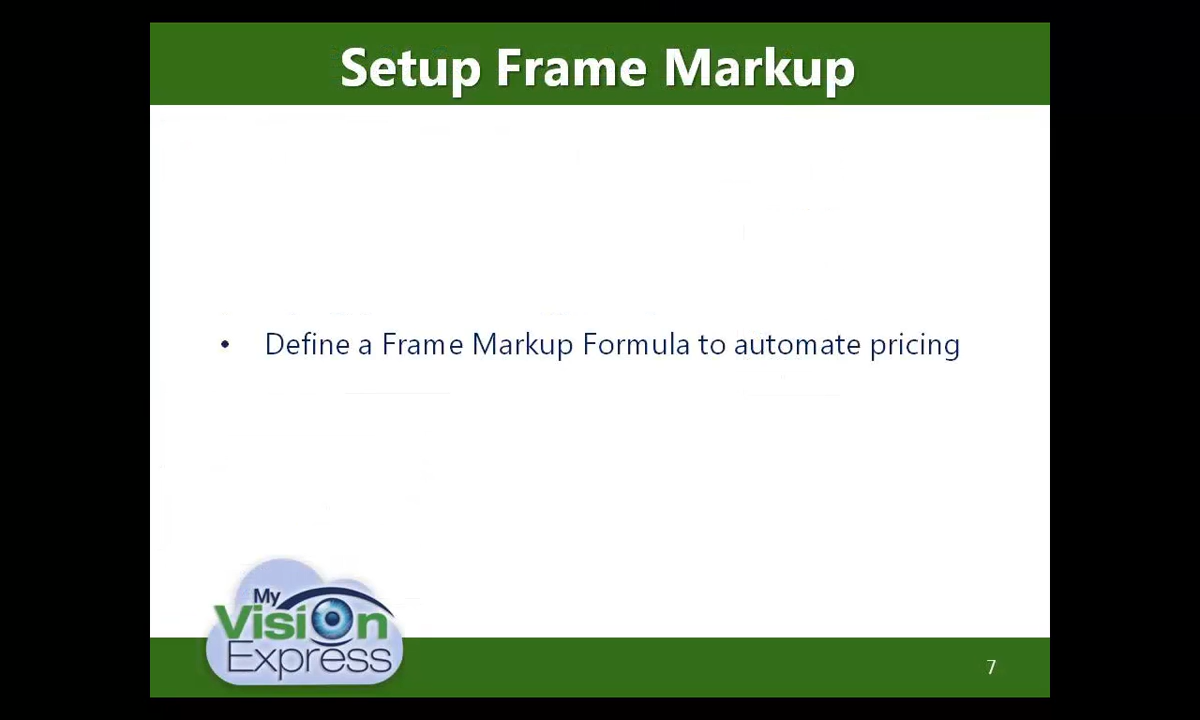 Setup Frame Markup
• Define a Frame Markup Formula to automate pricing
My
Vision
Express
7